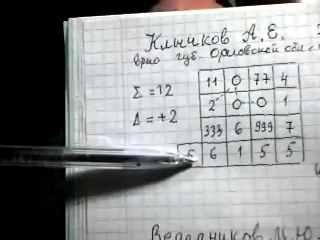 Клычков А. Е.
Врио губ. Орловской обл
Σ = 12
Δ = +2
11 0 77 4
2 0 0 1
333 6 999 7
5 6 1 5 5